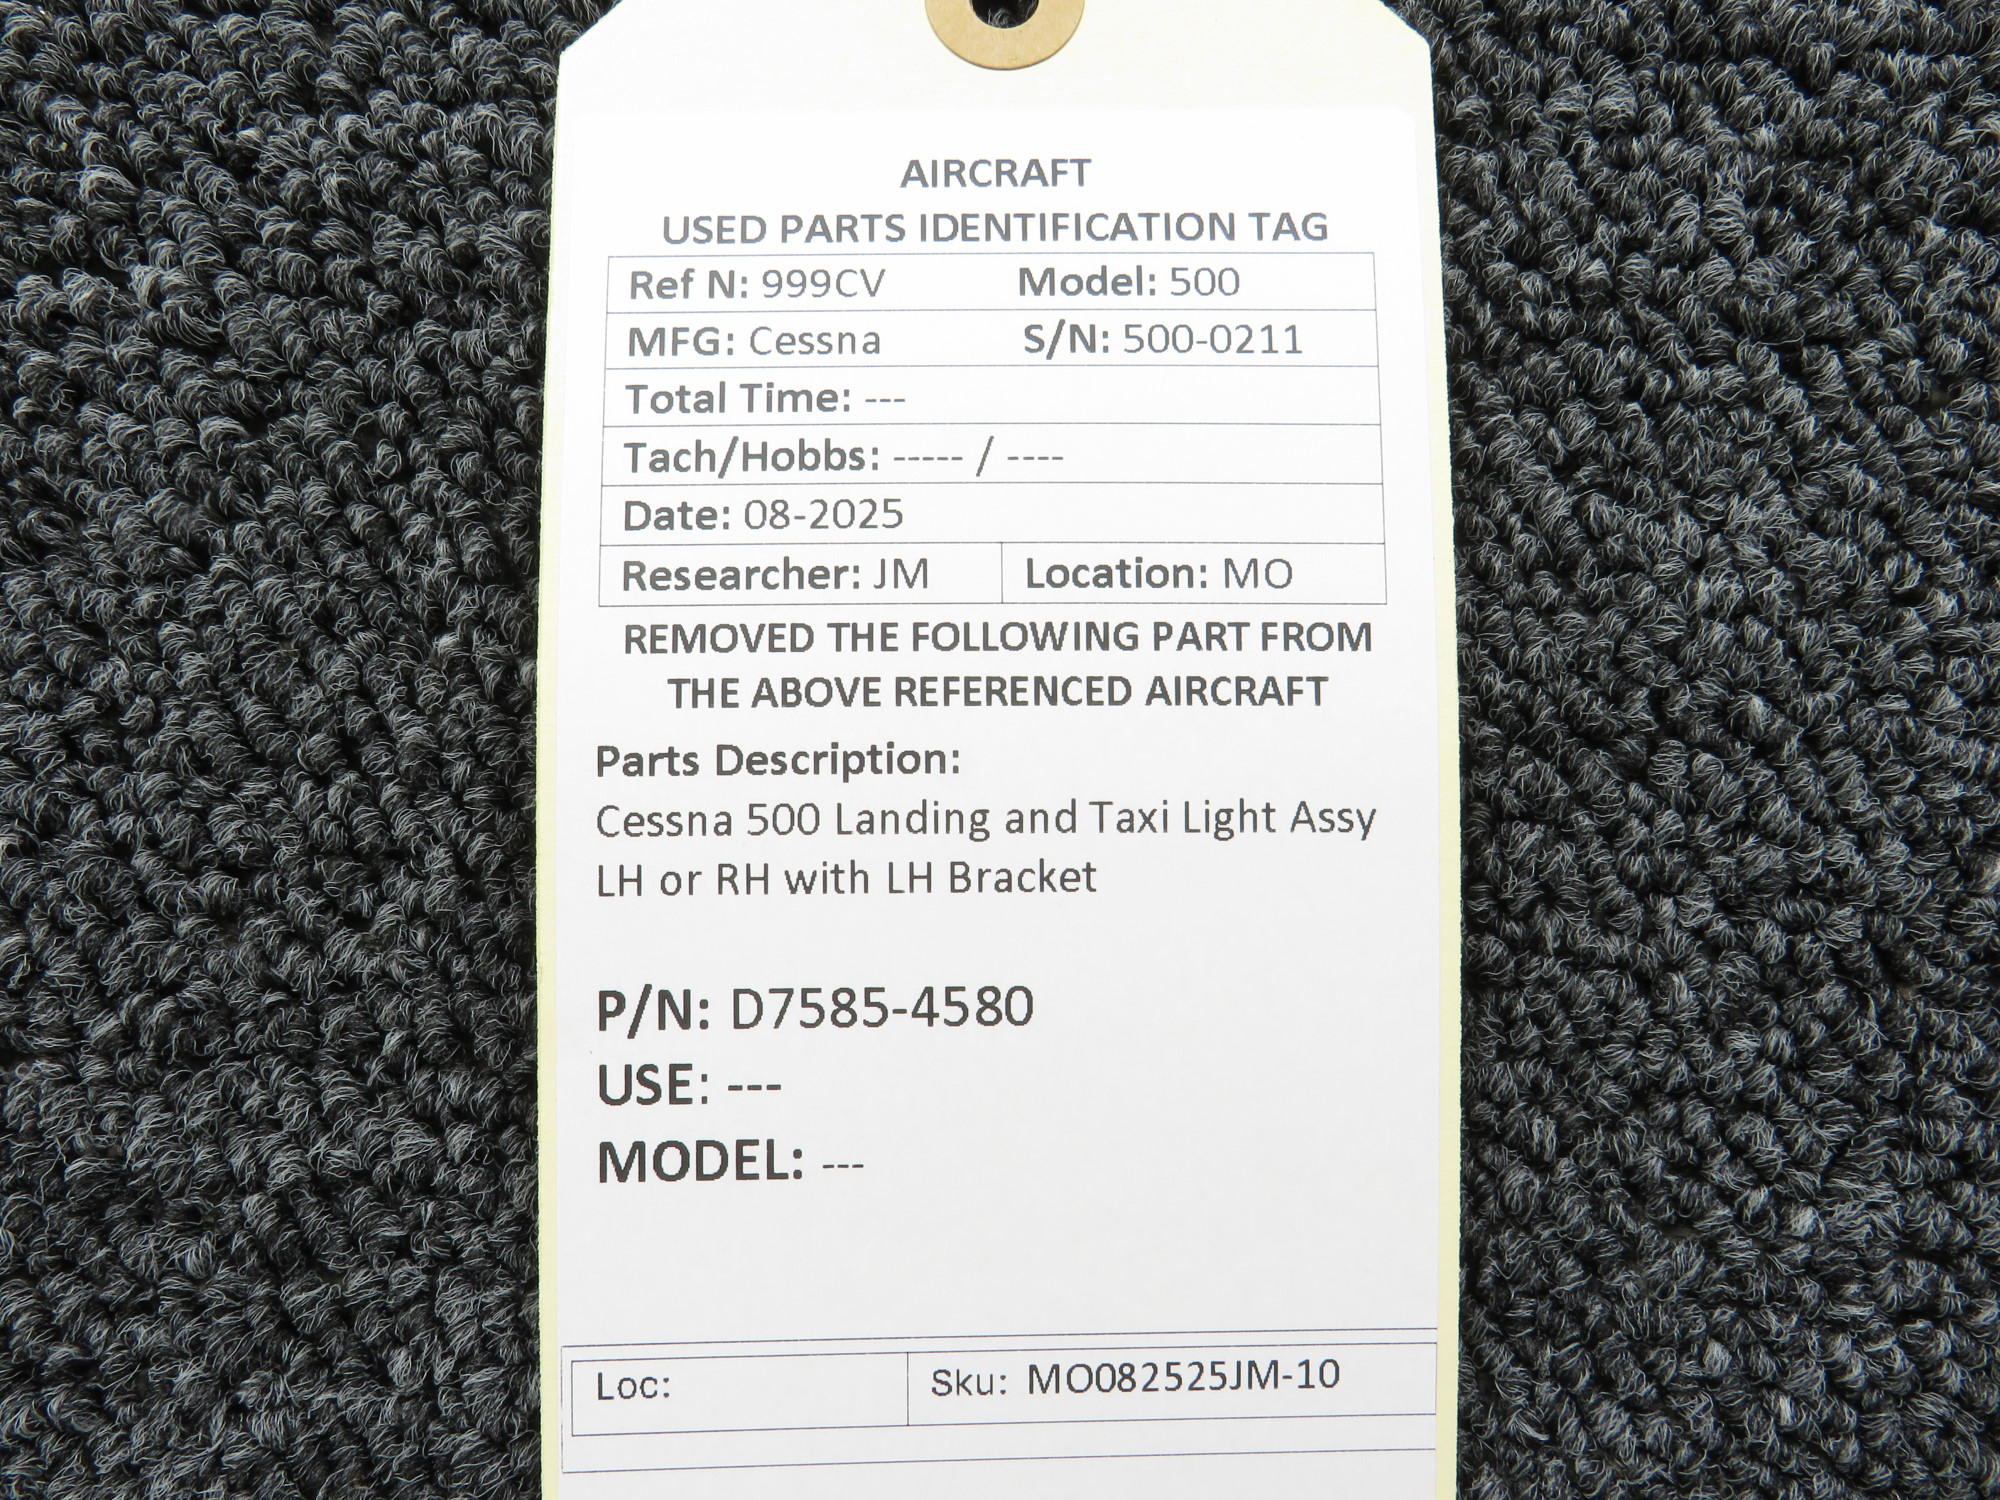 AIRCRAFT
USED PARTS IDENTIFICATION TAG
Ref N: 999CV Model: 500
MFG: Cessna S/N: 500-0211
Total Time: ---
Tach/Hobbs: ----- / ----
Date: 08-2025
Researcher: JM Location: MO
REMOVED THE FOLLOWING PART FROM
THE ABOVE REFERENCED AIRCRAFT
Parts Description:
Cessna 500 Landing and Taxi Light Assy
LH or RH with LH Bracket
P/N: D7585-4580
USE: ---
MODEL: ---
Loc: Sku: MO082525JM-10